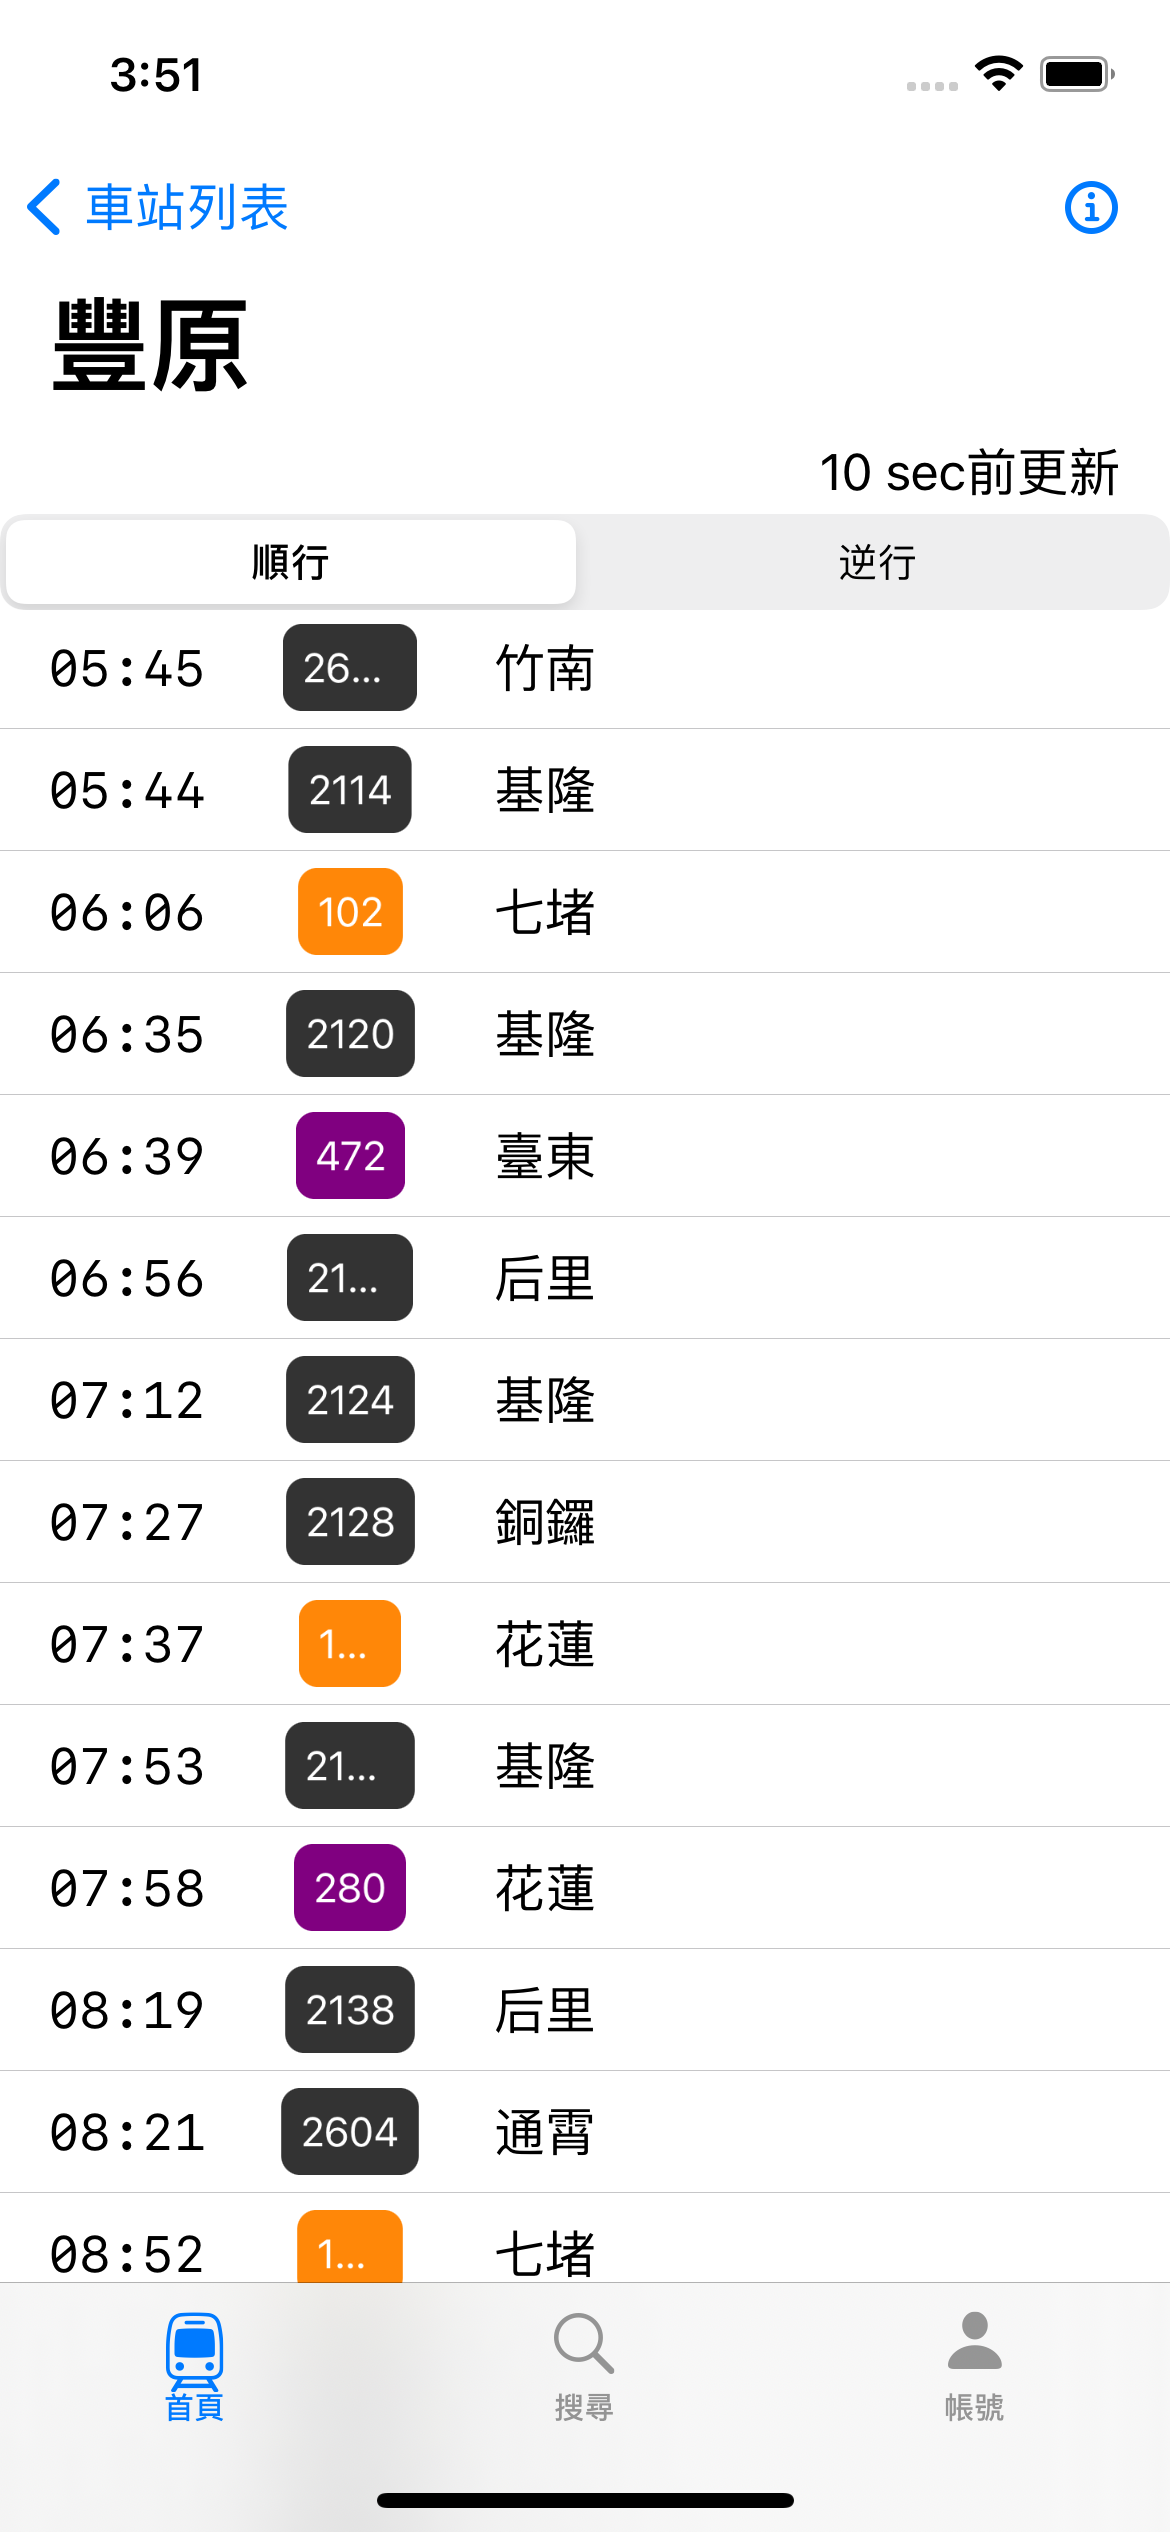 3:51
車站列表
豐原
10 sec前更新
順行 逆行
05:45 26... 竹南
05:44 2114 基隆
06:06 102 七堵
06:35 2120 基隆
06:39 472 臺東
06:56 21... 后里
07:12 2124 基隆
07:27 2128 銅鑼
07:37 1... 花蓮
07:53 21... 基隆
07:58 280 花蓮
08:19 2138 后里
08:21 2604 通霄
08:52 1... 七堵
首頁 搜尋 帳號